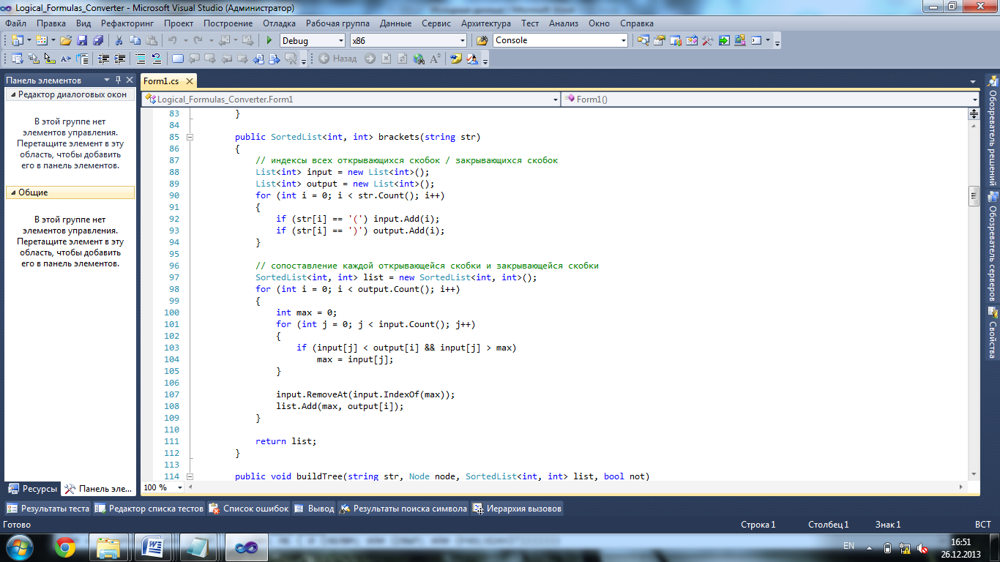 Logical_Formulas_Converter - Microsoft Visual Studio (Администратор)
Файл Правка Вид Рефакторинг Проект Построение Отладка Рабочая группа Данные Сервис Архитектура Тест Анализ Окно Справка
Debug x86 Console
Назад
Панель элементов
Редактор диалоговых окон
В этой группе нет
элементов управления.
Перетащите элемент в эту
область, чтобы добавить
его в панель элементов.
Общие
В этой группе нет
элементов управления.
Перетащите элемент в эту
область, чтобы добавить
его в панель элементов.
Ресурсы Панель эле...
Form1.cs
Logical_Formulas_Converter.Form1 Form1()
83 }
84
85 public SortedList<int, int> brackets(string str)
86 {
87 // индексы всех открывающихся скобок / закрывающихся скобок
88 List<int> input = new List<int>();
89 List<int> output = new List<int>();
90 for (int i = 0; i < str.Count(); i++)
91 {
92 if (str[i] == '(') input.Add(i);
93 if (str[i] == ')') output.Add(i);
94 }
95
96 // сопоставление каждой открывающейся скобки и закрывающейся скобки
97 SortedList<int, int> list = new SortedList<int, int>();
98 for (int i = 0; i < output.Count(); i++)
99 {
100 int max = 0;
101 for (int j = 0; j < input.Count(); j++)
102 {
103 if (input[j] < output[i] && input[j] > max)
104 max = input[j];
105 }
106
107 input.RemoveAt(input.IndexOf(max));
108 list.Add(max, output[i]);
109 }
110
111 return list;
112 }
113
114 public void buildTree(string str, Node node, SortedList<int, int> list, bool not)
100 %
Обозреватель решений
Обозреватель серверов
Свойства
Результаты теста Редактор списка тестов Список ошибок Вывод Результаты поиска символа Иерархия вызовов
Готово Строка 1 Столбец 1 Знак 1 ВСТ
EN 16:51
26.12.2013